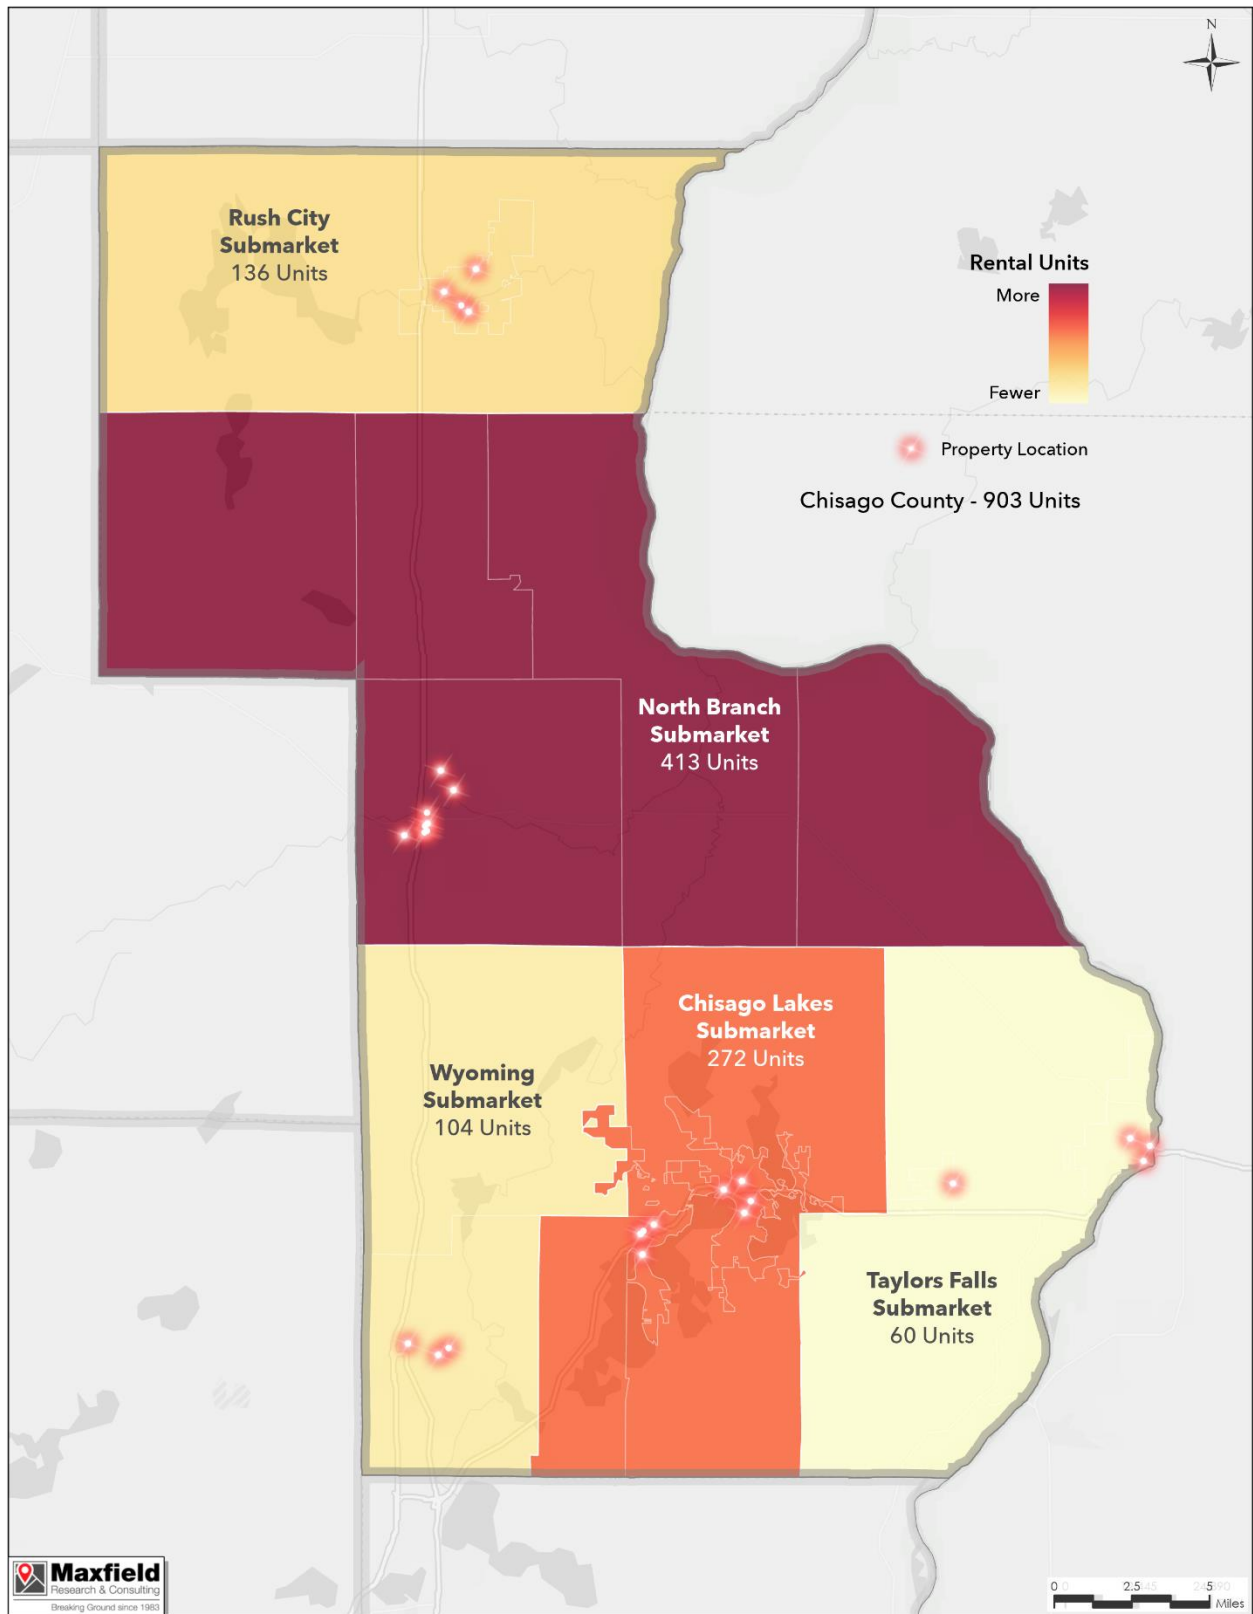 N
Rush City
Submarket
136 Units
Rental Units
More
Fewer
Property Location
Chisago County - 903 Units
North Branch
Submarket
413 Units
Chisago Lakes
Submarket
272 Units
Wyoming
Submarket
104 Units
Taylors Falls
Submarket
60 Units
Maxfield
Research & Consulting
Breaking Ground since 1983
0 2.5 5
Miles